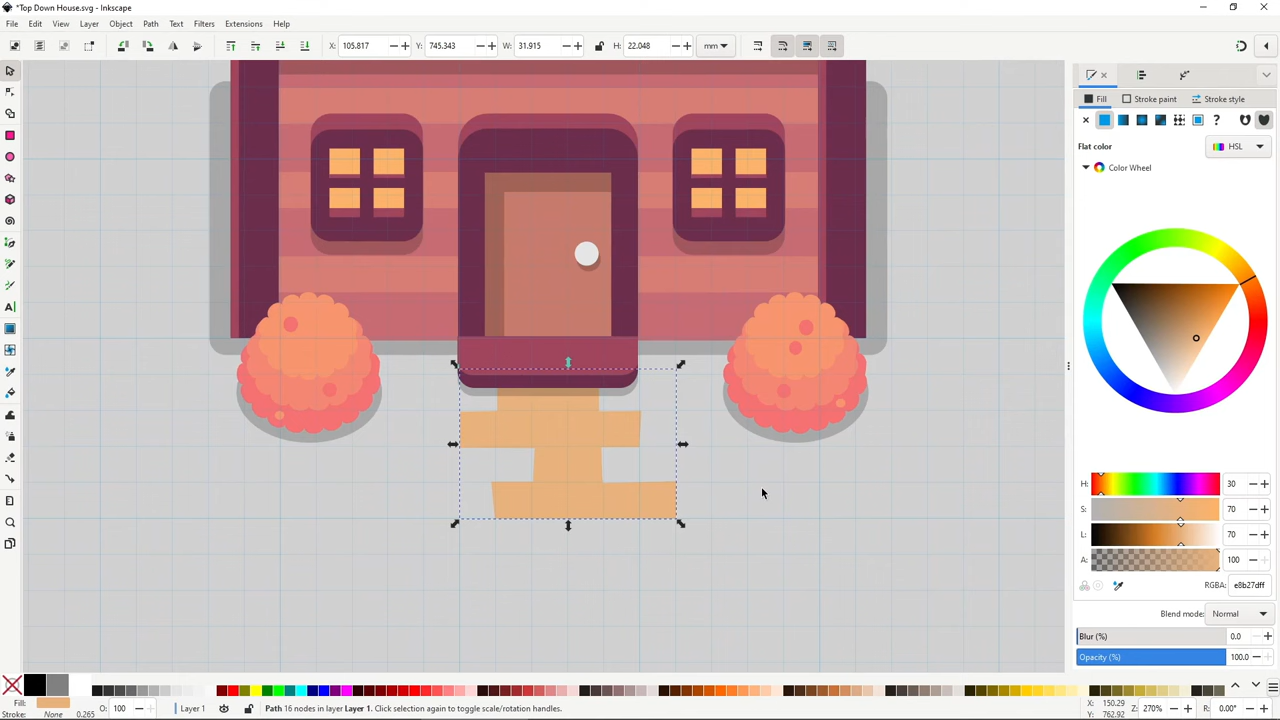 *Top Down House.svg - Inkscape
File Edit View Layer Object Path Text Filters Extensions Help
X: 105.817 Y: 745.343 W: 31.915 H: 22.048 mm
Fill Stroke paint Stroke style
?
Flat color HSL
Color Wheel
H: 30
S: 70
L: 70
A: 100
RGBA: e8b27dff
Blend mode: Normal
Blur (%) 0.0
Opacity (%) 100.0
Fill: O: 100 Layer 1 Path 16 nodes in layer Layer 1. Click selection again to toggle scale/rotation handles. X: 150.29 Z: 270% R: 0.00°
Stroke: None 0.265 Y: 762.92